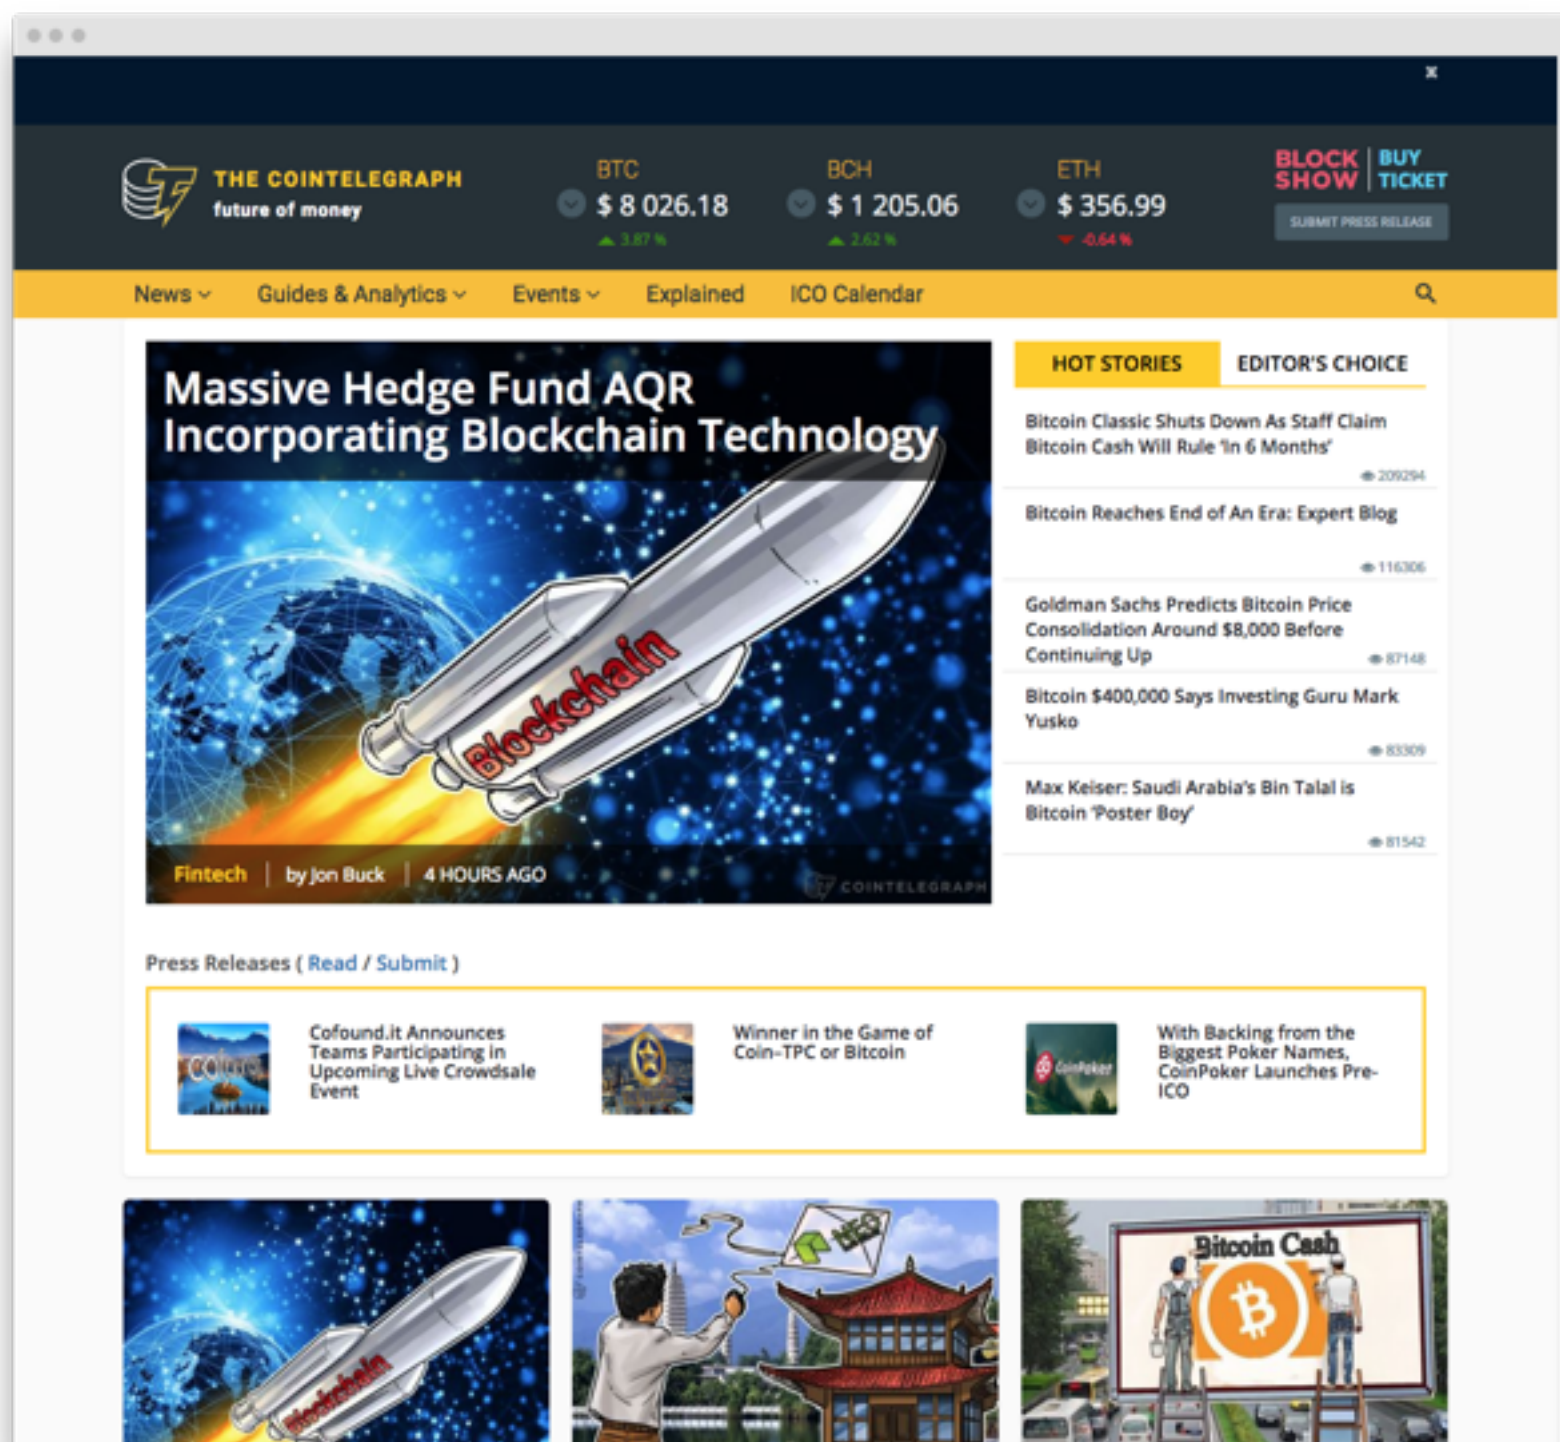 x
THE COINTELEGRAPH
future of money
BTC
$ 8 026.18
3.87 %
BCH
$ 1 205.06
2.62 %
ETH
$ 356.99
-0.64 %
BLOCK SHOW
BUY TICKET
SUBMIT PRESS RELEASE
News
Guides & Analytics
Events
Explained
ICO Calendar
Massive Hedge Fund AQR
Incorporating Blockchain Technology
Blockchain
Fintech | by Jon Buck | 4 HOURS AGO
COINTELEGRAPH
HOT STORIES
EDITOR'S CHOICE
Bitcoin Classic Shuts Down As Staff Claim
Bitcoin Cash Will Rule 'In 6 Months'
209294
Bitcoin Reaches End of An Era: Expert Blog
116306
Goldman Sachs Predicts Bitcoin Price
Consolidation Around $8,000 Before
Continuing Up
87148
Bitcoin $400,000 Says Investing Guru Mark
Yusko
83309
Max Keiser: Saudi Arabia's Bin Talal is
Bitcoin 'Poster Boy'
81542
Press Releases ( Read / Submit )
Cofound.it Announces
Teams Participating in
Upcoming Live Crowdsale
Event
Winner in the Game of
Coin–TPC or Bitcoin
CoinPoker
With Backing from the
Biggest Poker Names,
CoinPoker Launches Pre-
ICO
Blockchain
NEO
Bitcoin Cash